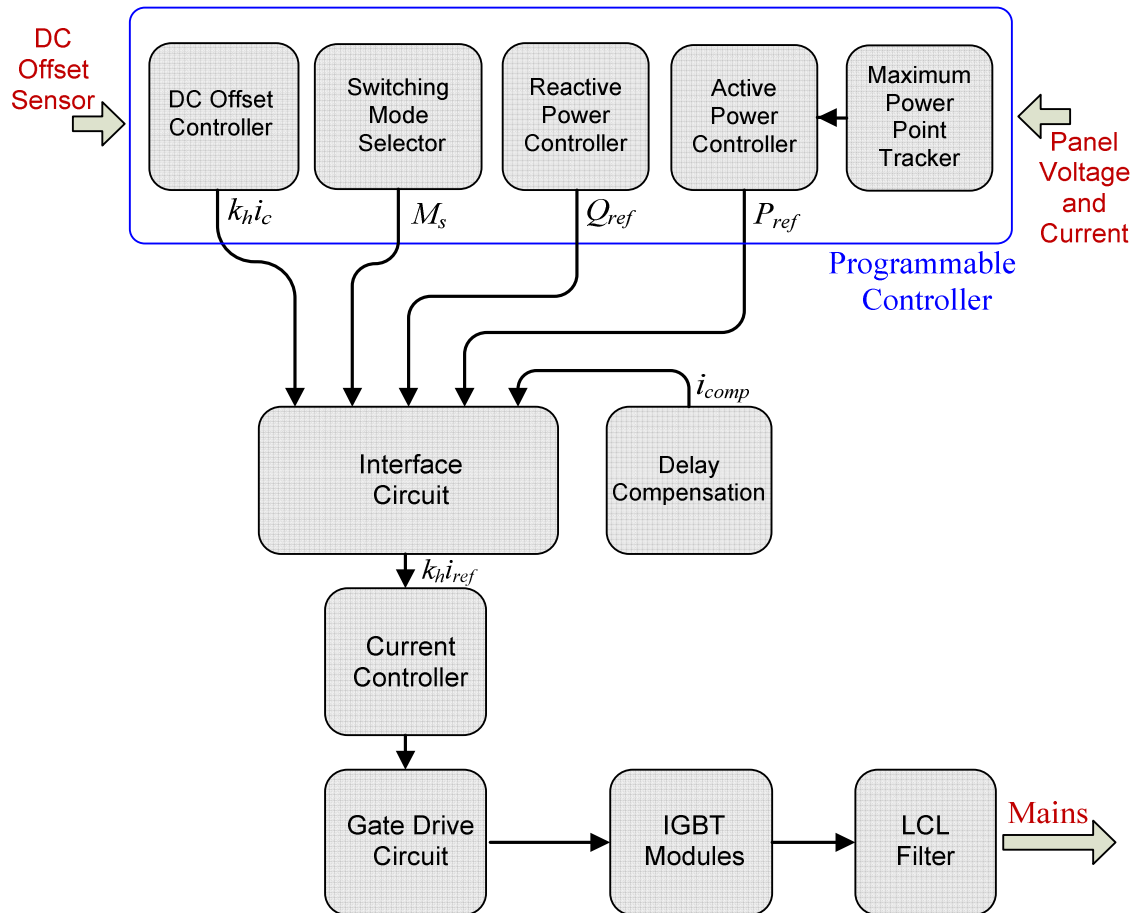 DC
Offset
Sensor
DC Offset
Controller
Switching
Mode
Selector
Reactive
Power
Controller
Active
Power
Controller
Maximum
Power
Point
Tracker
Panel
Voltage
and
Current
k_h i_c
M_s
Q_ref
P_ref
Programmable
Controller
i_comp
Interface
Circuit
Delay
Compensation
k_h i_ref
Current
Controller
Gate Drive
Circuit
IGBT
Modules
LCL
Filter
Mains